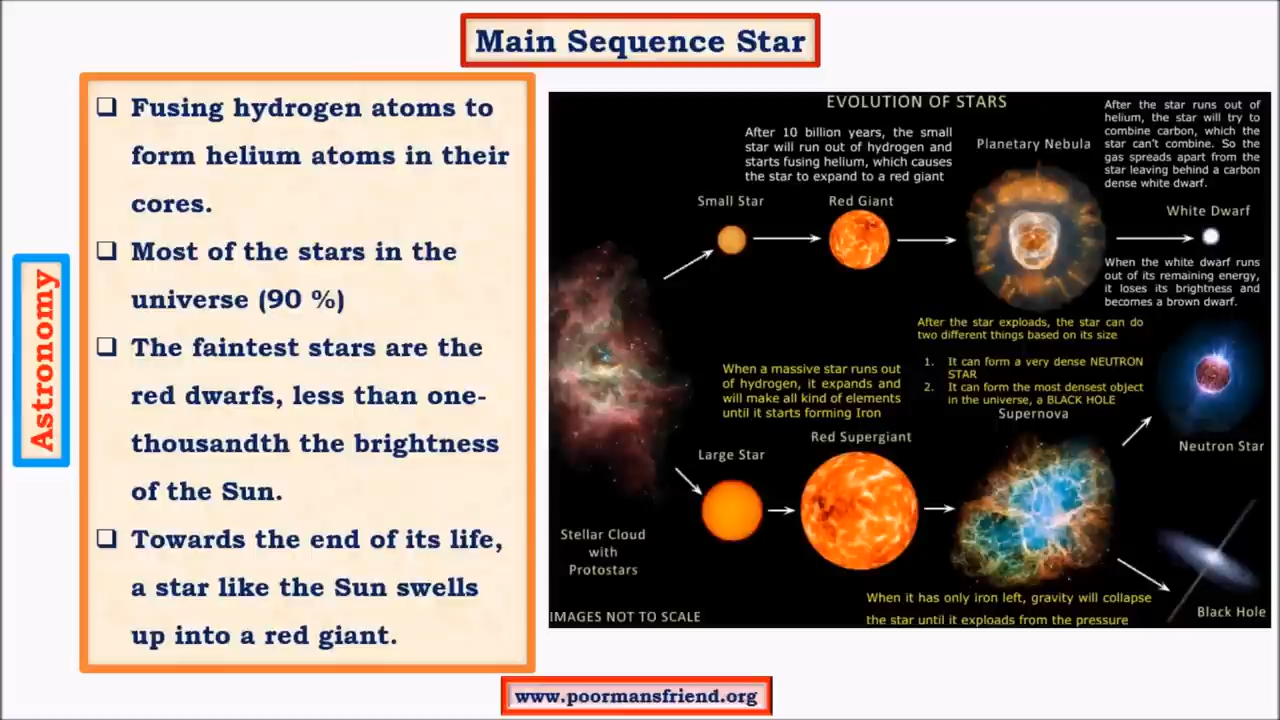 Main Sequence Star
❑ Fusing hydrogen atoms to
form helium atoms in their
cores.
❑ Most of the stars in the
universe (90 %)
❑ The faintest stars are the
red dwarfs, less than one-
thousandth the brightness
of the Sun.
❑ Towards the end of its life,
a star like the Sun swells
up into a red giant.
Astronomy
EVOLUTION OF STARS
After 10 billion years, the small
star will run out of hydrogen and
starts fusing helium, which causes
the star to expand to a red giant
Planetary Nebula
After the star runs out of
helium, the star will try to
combine carbon, which the
star can't combine. So the
gas spreads apart from the
star leaving behind a carbon
dense white dwarf.
Small Star
Red Giant
White Dwarf
When the white dwarf runs
out of its remaining energy,
it loses its brightness and
becomes a brown dwarf.
After the star exploads, the star can do
two different things based on its size
1. It can form a very dense NEUTRON
STAR
2. It can form the most densest object
in the universe, a BLACK HOLE
When a massive star runs out
of hydrogen, it expands and
will make all kind of elements
until it starts forming Iron
Supernova
Red Supergiant
Large Star
Neutron Star
Stellar Cloud
with
Protostars
When it has only iron left, gravity will collapse
the star until it exploads from the pressure
Black Hole
IMAGES NOT TO SCALE
www.poormansfriend.org